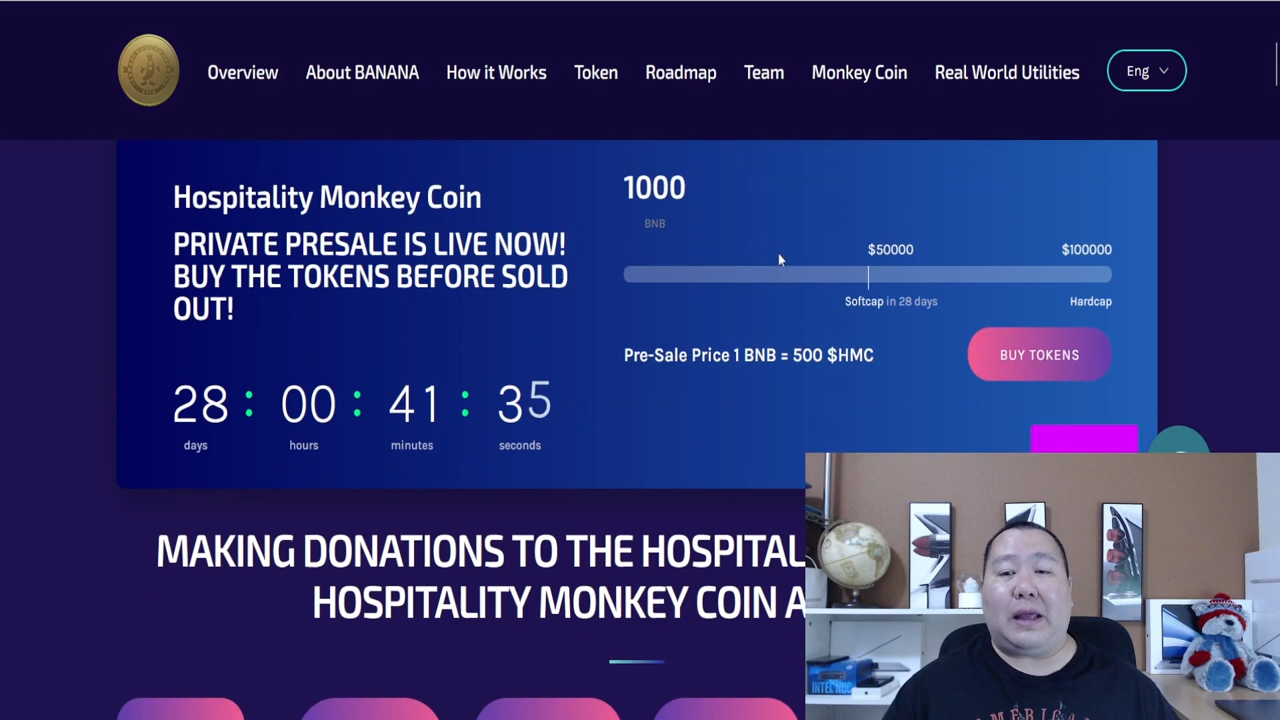 Overview About BANANA How it Works Token Roadmap Team Monkey Coin Real World Utilities Eng
Hospitality Monkey Coin
PRIVATE PRESALE IS LIVE NOW!
BUY THE TOKENS BEFORE SOLD
OUT!
28 : 00 : 41 : 35
days hours minutes seconds
1000
BNB
$50000 $100000
Softcap in 28 days Hardcap
Pre-Sale Price 1 BNB = 500 $HMC
BUY TOKENS
MAKING DONATIONS TO THE HOSPITAL
HOSPITALITY MONKEY COIN A
INTEL NUC